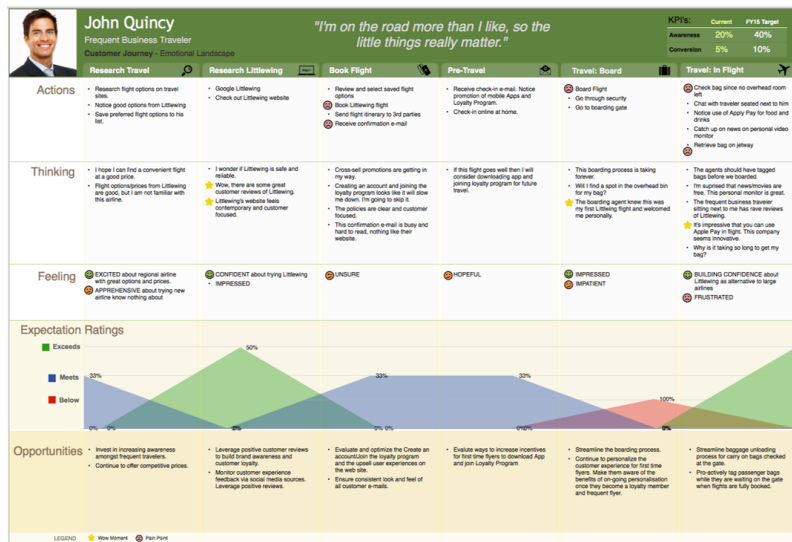 John Quincy
Frequent Business Traveler
Customer Journey - Emotional Landscape
"I'm on the road more than I like, so the
little things really matter."
KPI's: Current FY15 Target
Awareness 20% 40%
Conversion 5% 10%
Research Travel
Research Littlewing
Book Flight
Pre-Travel
Travel: Board
Travel: In Flight
Actions
Research flight options on travel
sites.
Notice good options from Littlewing
Save preferred flight options to his
list.
Google Littlewing
Check out Littlewing website
Review and select saved flight
options
Book Littlewing flight
Send flight itinerary to 3rd parties
Receive confirmation e-mail
Receive check-in e-mail. Notice
promotion of mobile Apps and
Loyalty Program.
Check-in online at home.
Board Flight
Go through security
Go to boarding gate
Check bag since no overhead room
left
Chat with traveler seated next to him
Notice use of Apply Pay for food and
drinks
Catch up on news on personal video
monitor
Retrieve bag on jetway
Thinking
I hope I can find a convenient flight
at a good price.
Flight options/prices from Littlewing
are good, but I am not familiar with
this airline.
I wonder if Littlewing is safe and
reliable.
Wow, there are some great
customer reviews of Littlewing.
Littlewing's website feels
contemporary and customer
focused.
Cross-sell promotions are getting in
my way.
Creating an account and joining the
loyalty program looks like it will slow
me down. I'm going to skip it.
The policies are clear and customer
focused.
This confirmation e-mail is busy and
hard to read, nothing like their
website.
If this flight goes well then I will
consider downloading app and
joining loyalty program for future
travel.
This boarding process is taking
forever.
Will I find a spot in the overhead bin
for my bag?
The boarding agent knew this was
my first Littlewing flight and welcomed
me personally.
The agents should have tagged
bags before we boarded.
I'm suprised that news/movies are
free. This personal monitor is great.
The frequent business traveler
sitting next to me has rave reviews
of Littlewing.
It's impressive that you can use
Apple Pay in flight. This company
seems innovative.
Why is it taking so long to get my
bag?
Feeling
EXCITED about regional airline
with great options and prices.
APPREHENSIVE about trying new
airline know nothing about
CONFIDENT about trying Littlewing
IMPRESSED
UNSURE
HOPEFUL
IMPRESSED
IMPATIENT
BUILDING CONFIDENCE about
Littlewing as alternative to large
airlines
FRUSTRATED
Expectation Ratings
Exceeds
Meets
Below
50%
33%
33%
33%
100%
0%
0%
0%
0%
Opportunities
Invest in increasing awareness
amongst frequent travelers.
Continue to offer competitive prices.
Leverage positive customer reviews
to build brand awareness and
customer loyalty.
Monitor customer experience
feedback via social media sources.
Leverage positive reviews.
Evaluate and optimize the Create an
account/Join the loyalty program
and the upsell user experiences on
the web site.
Ensure consistent look and feel
of all customer e-mails.
Evalute ways to increase incentives
for first time flyers to download App
and join Loyalty Program
Streamline the boarding process.
Continue to personalize the
customer experience for first time
flyers. Make them aware of the
benefits of on-going personalisation
once they become a loyalty member
and frequent flyer.
Streamline baggage unloading
process for carry on bags checked
at the gate.
Pro-actively tag passenger bags
while they are waiting on the gate
when flights are fully booked.
LEGEND Wow Moment Pain Point